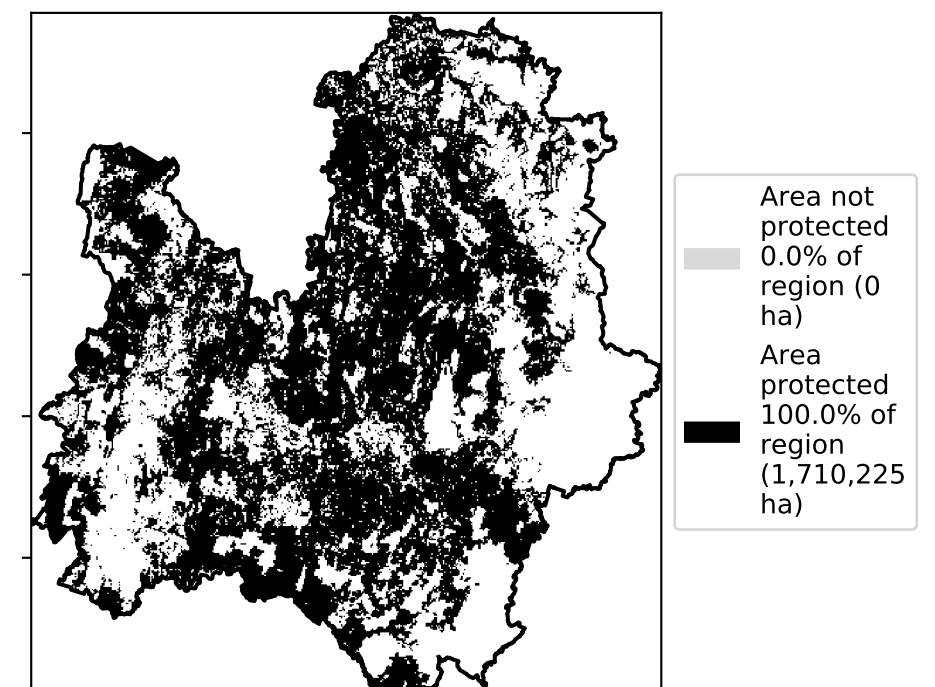 Area not
protected
0.0% of
region (0
ha)
Area
protected
100.0% of
region
(1,710,225
ha)